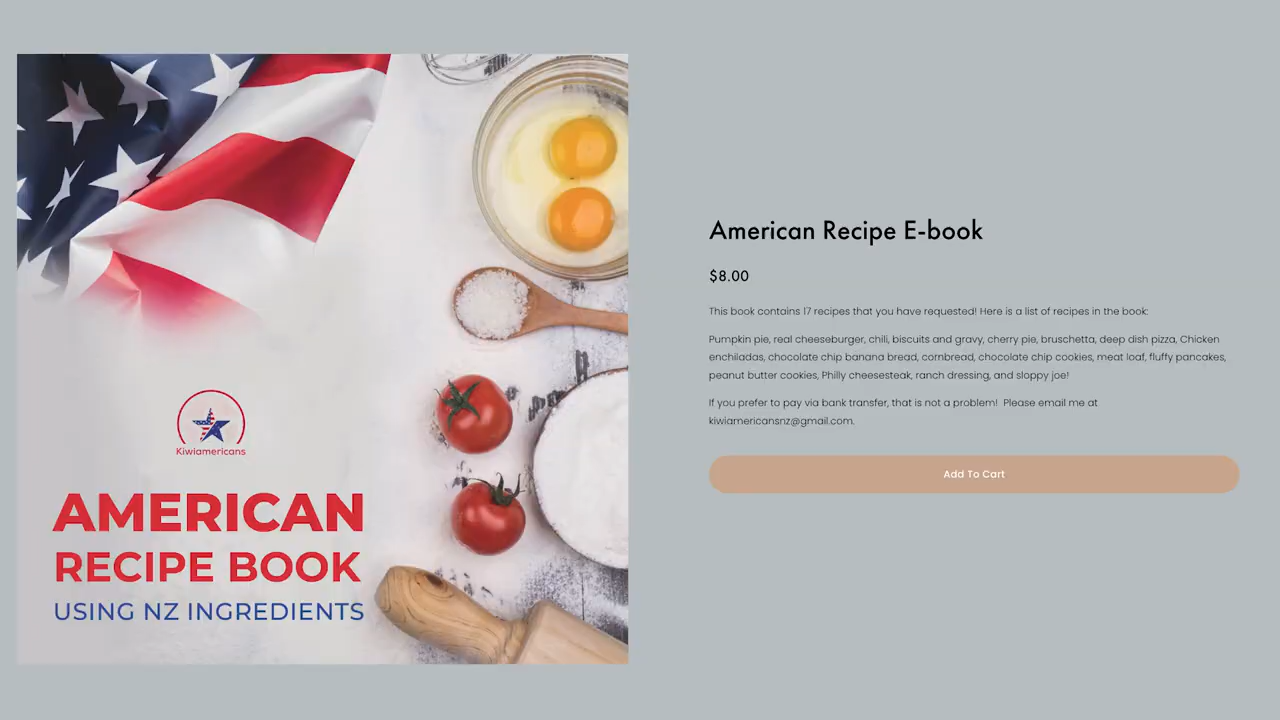 Kiwiamericans
AMERICAN
RECIPE BOOK
USING NZ INGREDIENTS
American Recipe E-book
$8.00
This book contains 17 recipes that you have requested! Here is a list of recipes in the book:
Pumpkin pie, real cheeseburger, chili, biscuits and gravy, cherry pie, bruschetta, deep dish pizza, Chicken
enchiladas, chocolate chip banana bread, cornbread, chocolate chip cookies, meat loaf, fluffy pancakes,
peanut butter cookies, Philly cheesesteak, ranch dressing, and sloppy joe!
If you prefer to pay via bank transfer, that is not a problem! Please email me at
kiwiamericansnz@gmail.com.
Add To Cart